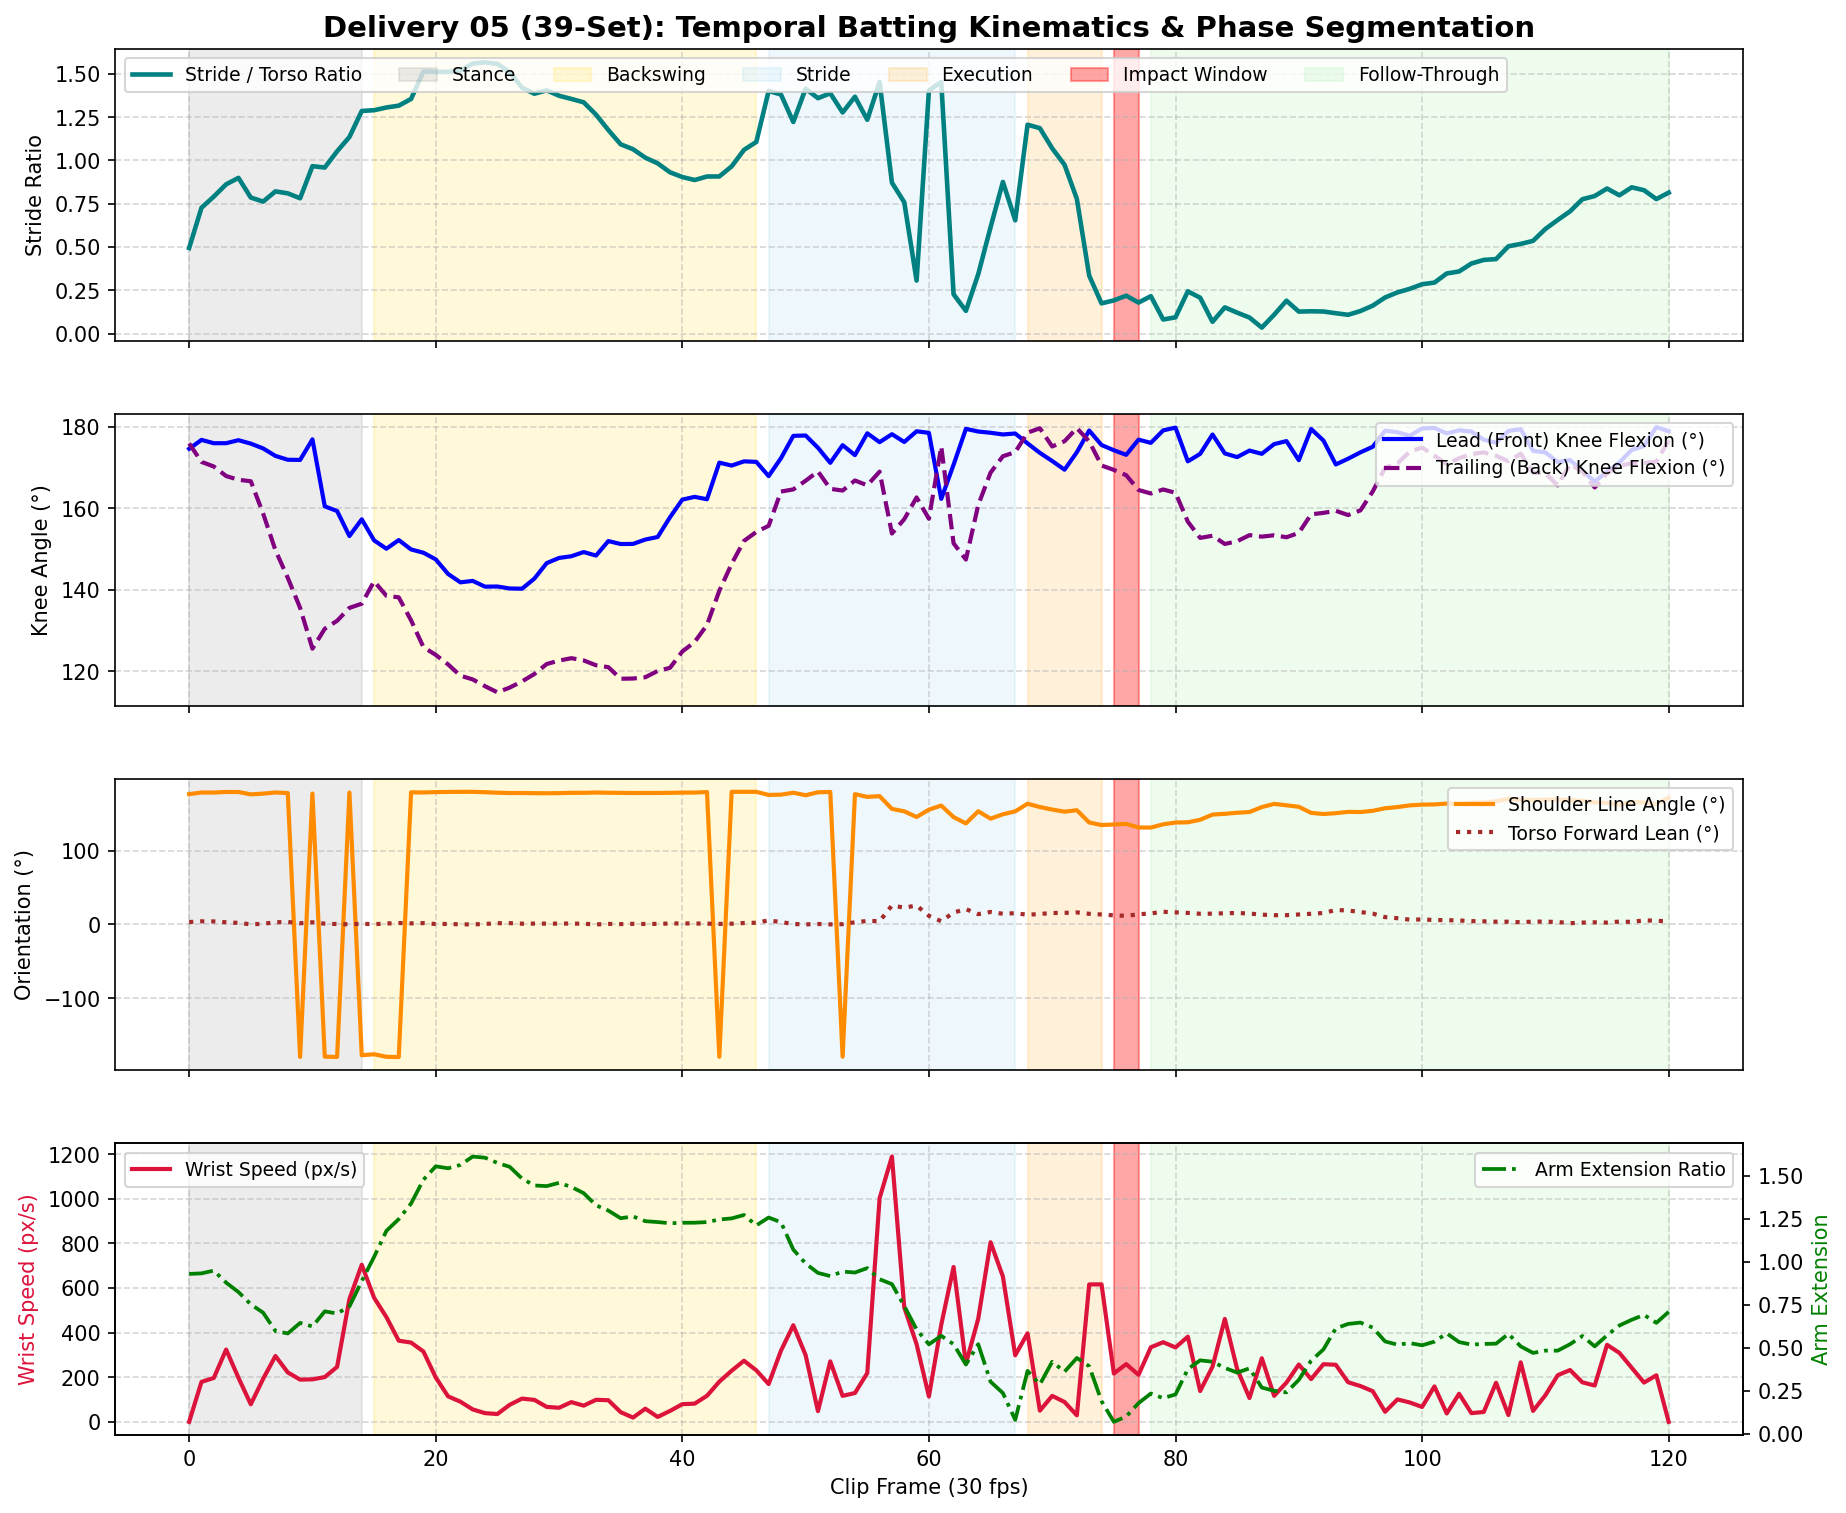 Delivery 05 (39-Set): Temporal Batting Kinematics & Phase Segmentation
Stride / Torso Ratio Stance Backswing Stride Execution Impact Window Follow-Through
Stride Ratio
1.50
1.25
1.00
0.75
0.50
0.25
0.00
Knee Angle (°)
180
160
140
120
Lead (Front) Knee Flexion (°)
Trailing (Back) Knee Flexion (°)
Orientation (°)
100
0
−100
Shoulder Line Angle (°)
Torso Forward Lean (°)
Wrist Speed (px/s)
1200
1000
800
600
400
200
0
Wrist Speed (px/s)
Arm Extension Ratio
1.50
1.25
1.00
0.75
0.50
0.25
0.00
Arm Extension
0 20 40 60 80 100 120
Clip Frame (30 fps)